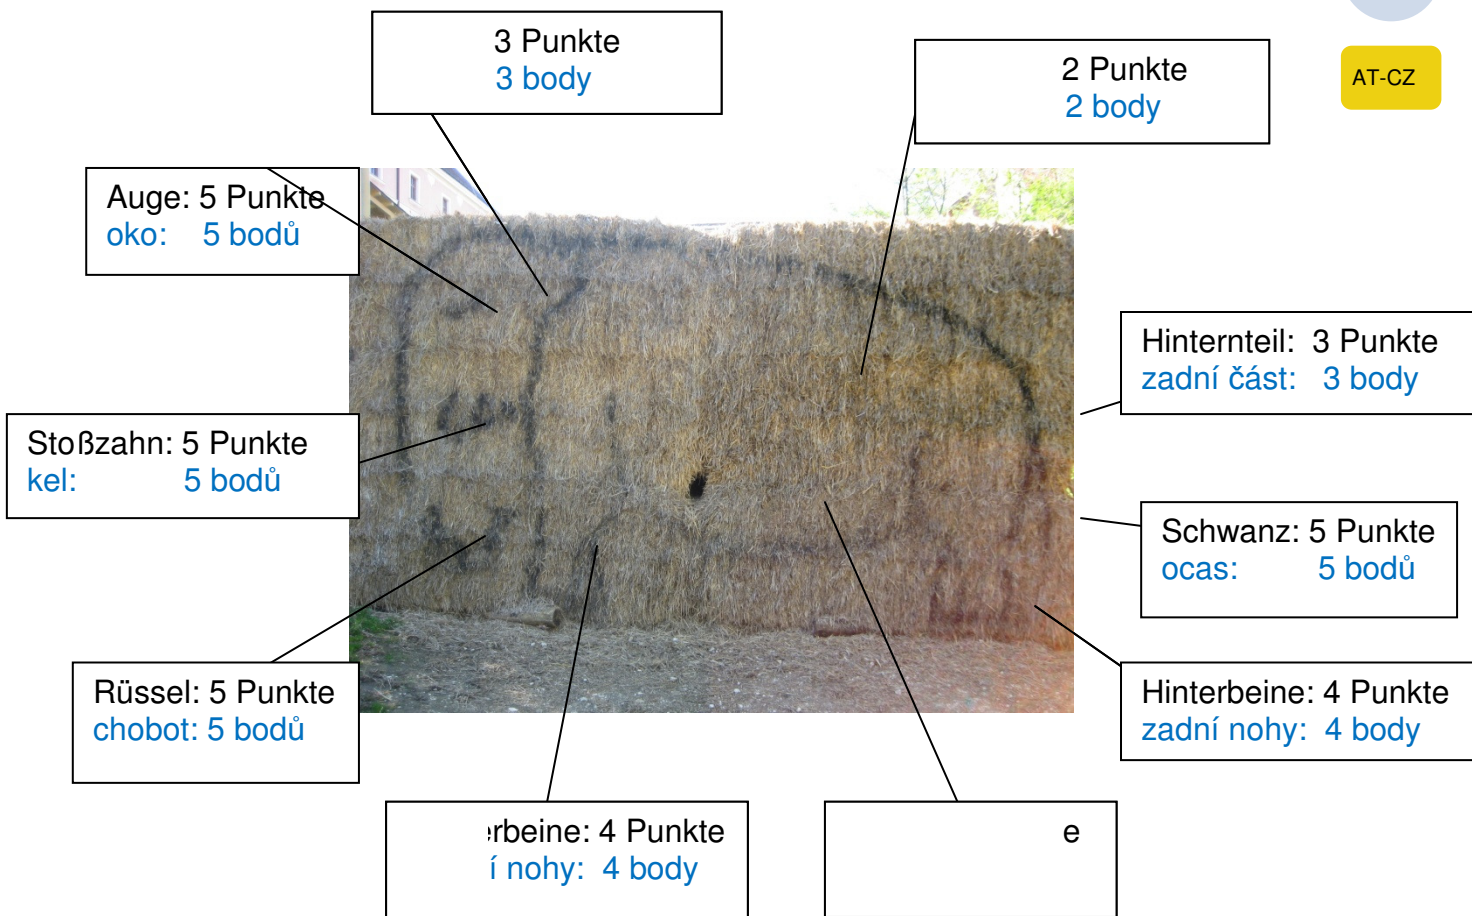 3 Punkte
3 body
2 Punkte
2 body
AT-CZ
Auge: 5 Punkte
oko: 5 bodů
Hinternteil: 3 Punkte
zadní část: 3 body
Stoßzahn: 5 Punkte
kel: 5 bodů
Schwanz: 5 Punkte
ocas: 5 bodů
Rüssel: 5 Punkte
chobot: 5 bodů
Hinterbeine: 4 Punkte
zadní nohy: 4 body
rbeine: 4 Punkte
í nohy: 4 body
e